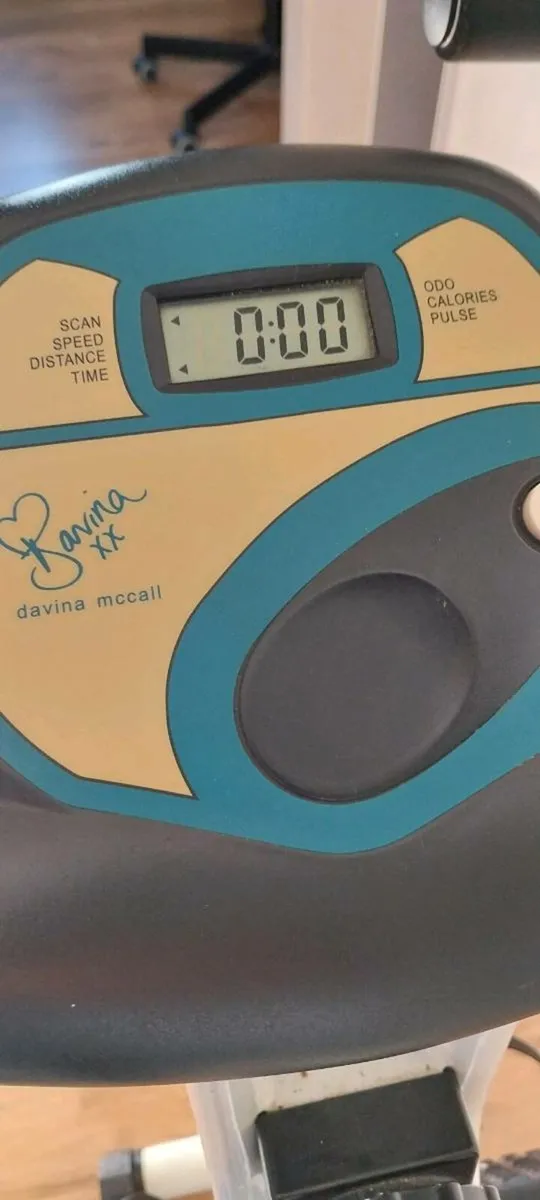 SCAN
SPEED
DISTANCE
TIME
0:00
ODO
CALORIES
PULSE
Davina
xx
davina mccall